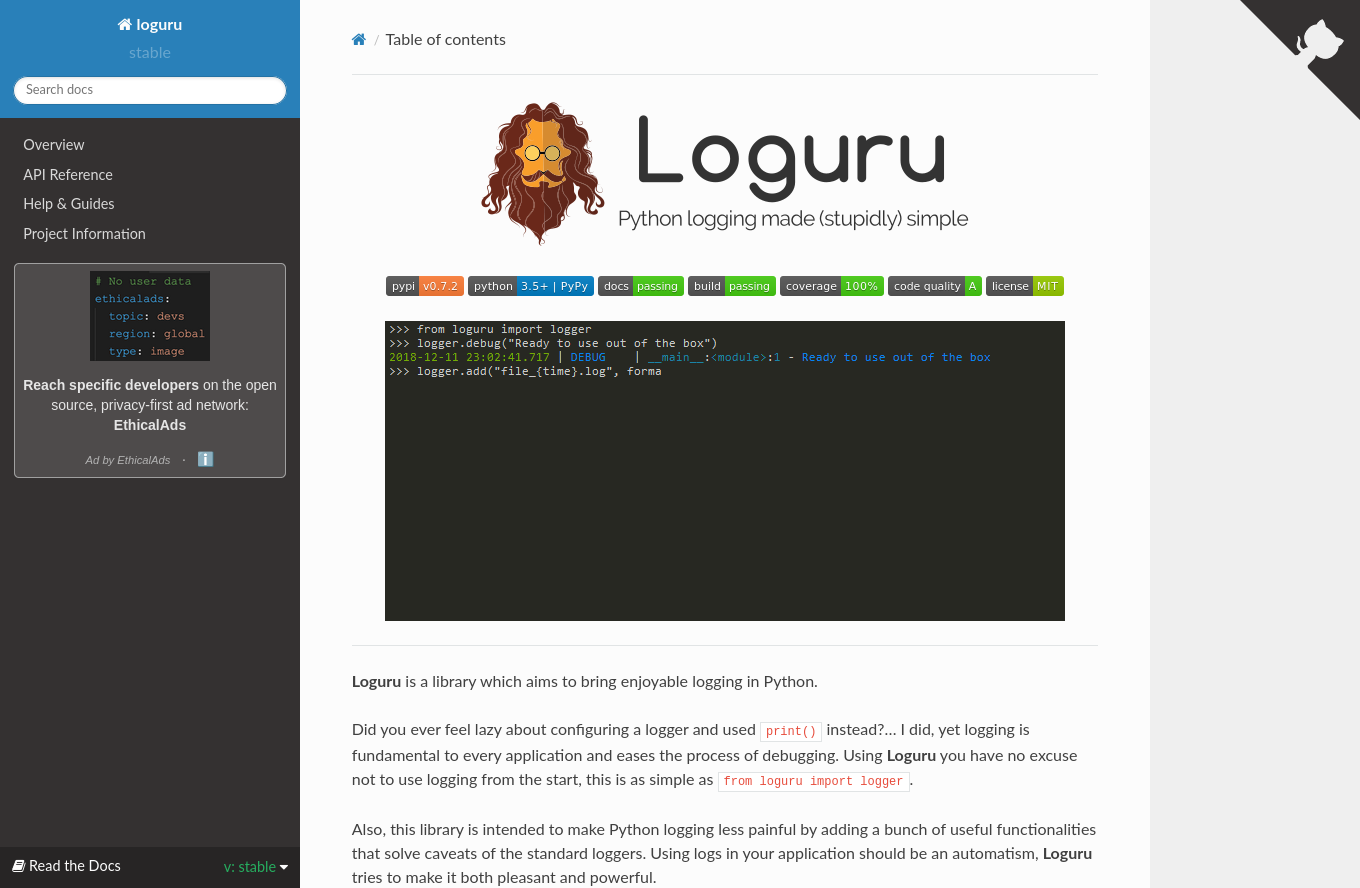 loguru
stable
Search docs
Overview
API Reference
Help & Guides
Project Information
# No user data
ethicalads:
topic: devs
region: global
type: image
Reach specific developers on the open
source, privacy-first ad network:
EthicalAds
Ad by EthicalAds · ℹ️
Read the Docs v: stable
/ Table of contents
Loguru
Python logging made (stupidly) simple
pypi v0.7.2 python 3.5+ | PyPy docs passing build passing coverage 100% code quality A license MIT
>>> from loguru import logger
>>> logger.debug("Ready to use out of the box")
2018-12-11 23:02:41.717 | DEBUG    | __main__:<module>:1 - Ready to use out of the box
>>> logger.add("file_{time}.log", forma
Loguru is a library which aims to bring enjoyable logging in Python.
Did you ever feel lazy about configuring a logger and used print() instead?… I did, yet logging is
fundamental to every application and eases the process of debugging. Using Loguru you have no excuse
not to use logging from the start, this is as simple as from loguru import logger.
Also, this library is intended to make Python logging less painful by adding a bunch of useful functionalities
that solve caveats of the standard loggers. Using logs in your application should be an automatism, Loguru
tries to make it both pleasant and powerful.